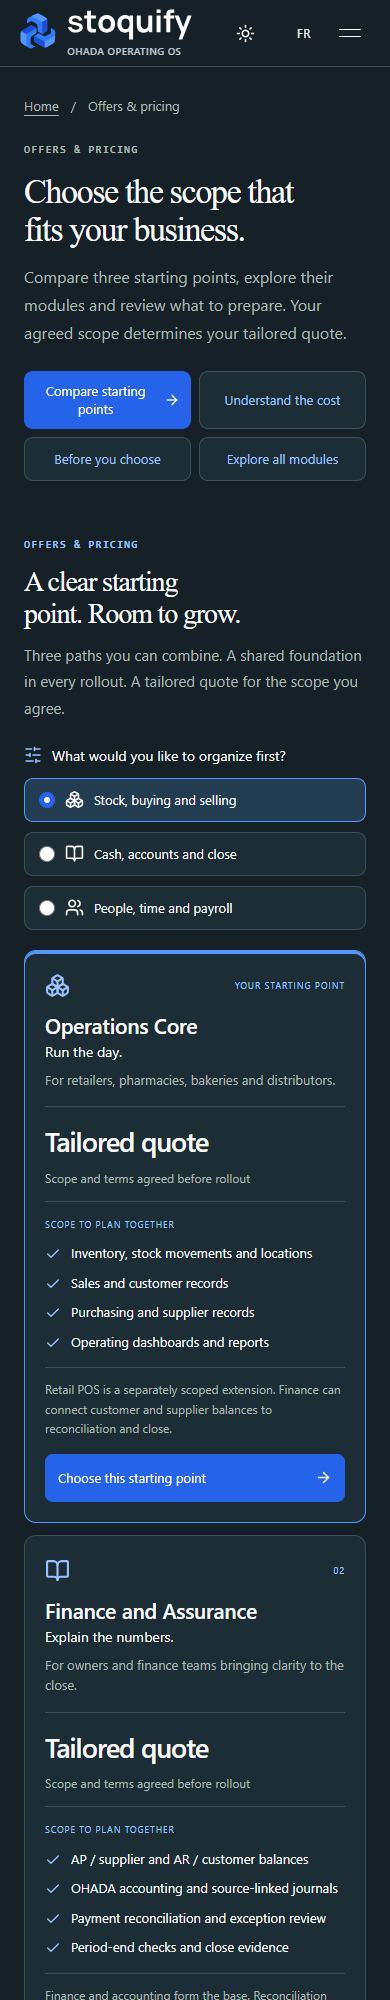 stoquify
OHADA OPERATING OS
FR
Home / Offers & pricing
OFFERS & PRICING
Choose the scope that
fits your business.
Compare three starting points, explore their
modules and review what to prepare. Your
agreed scope determines your tailored quote.
Compare starting
points
Understand the cost
Before you choose
Explore all modules
OFFERS & PRICING
A clear starting
point. Room to grow.
Three paths you can combine. A shared foundation
in every rollout. A tailored quote for the scope you
agree.
What would you like to organize first?
Stock, buying and selling
Cash, accounts and close
People, time and payroll
YOUR STARTING POINT
Operations Core
Run the day.
For retailers, pharmacies, bakeries and distributors.
Tailored quote
Scope and terms agreed before rollout
SCOPE TO PLAN TOGETHER
Inventory, stock movements and locations
Sales and customer records
Purchasing and supplier records
Operating dashboards and reports
Retail POS is a separately scoped extension. Finance can
connect customer and supplier balances to
reconciliation and close.
Choose this starting point
02
Finance and Assurance
Explain the numbers.
For owners and finance teams bringing clarity to the
close.
Tailored quote
Scope and terms agreed before rollout
SCOPE TO PLAN TOGETHER
AP / supplier and AR / customer balances
OHADA accounting and source-linked journals
Payment reconciliation and exception review
Period-end checks and close evidence
Finance and accounting form the base. Reconciliation